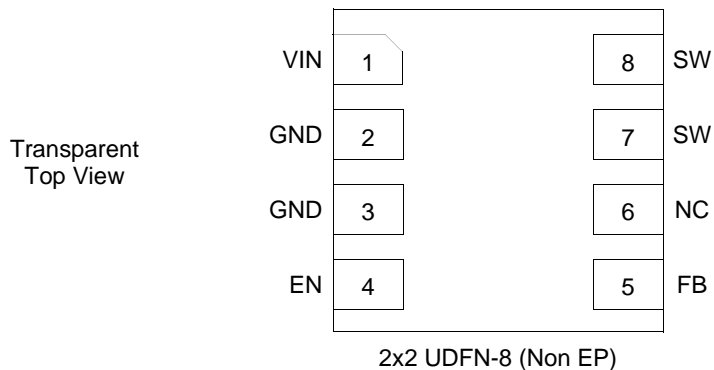 VIN 1 8 SW
GND 2 7 SW
Transparent
Top View
GND 3 6 NC
EN 4 5 FB
2x2 UDFN-8 (Non EP)